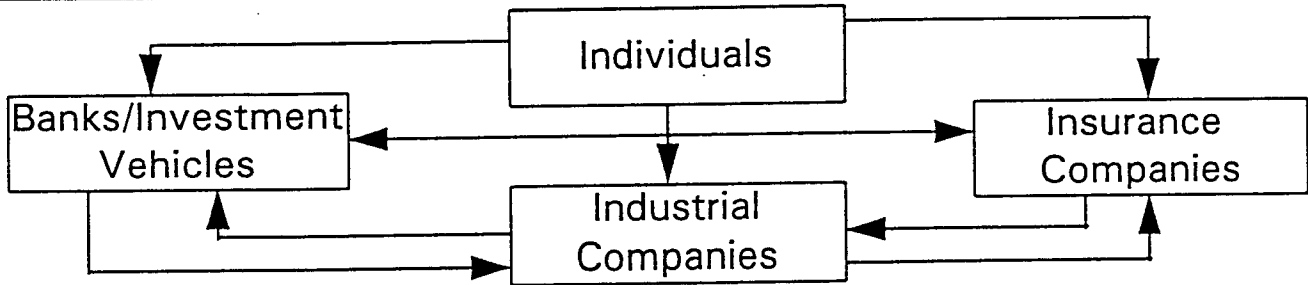 Individuals
Banks/Investment
Vehicles
Insurance
Companies
Industrial
Companies